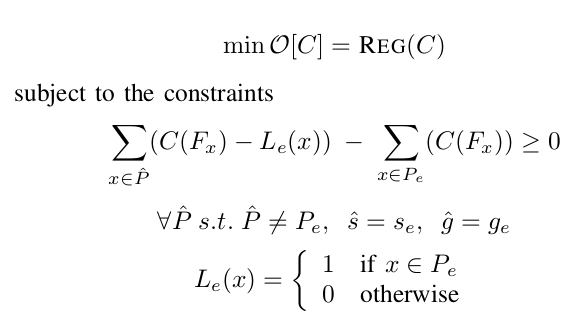 min 𝒪[C] = REG(C)
subject to the constraints
∑_{x∈P̂} (C(F_x) − L_e(x)) − ∑_{x∈P_e} (C(F_x)) ≥ 0
∀P̂ s.t. P̂ ≠ P_e, ŝ = s_e, ĝ = g_e
L_e(x) = { 1 if x ∈ P_e
0 otherwise